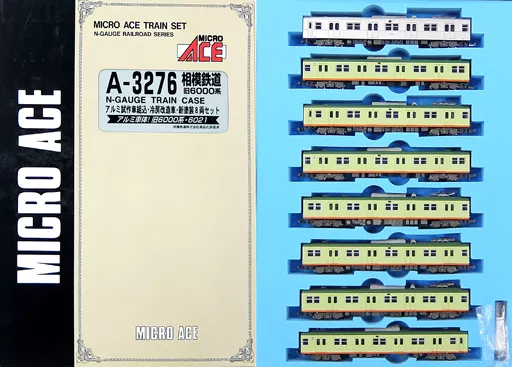 MICRO ACE
MICRO ACE TRAIN SET
N-GAUGE RAILROAD SERIES
MICRO
ACE
A-3276 相模鉄道
旧6000系
N-GAUGE TRAIN CASE
アルミ試作車組込・冷房改造車・新塗装8両セット
アルミ車体!旧6000系・6021
MICRO ACE